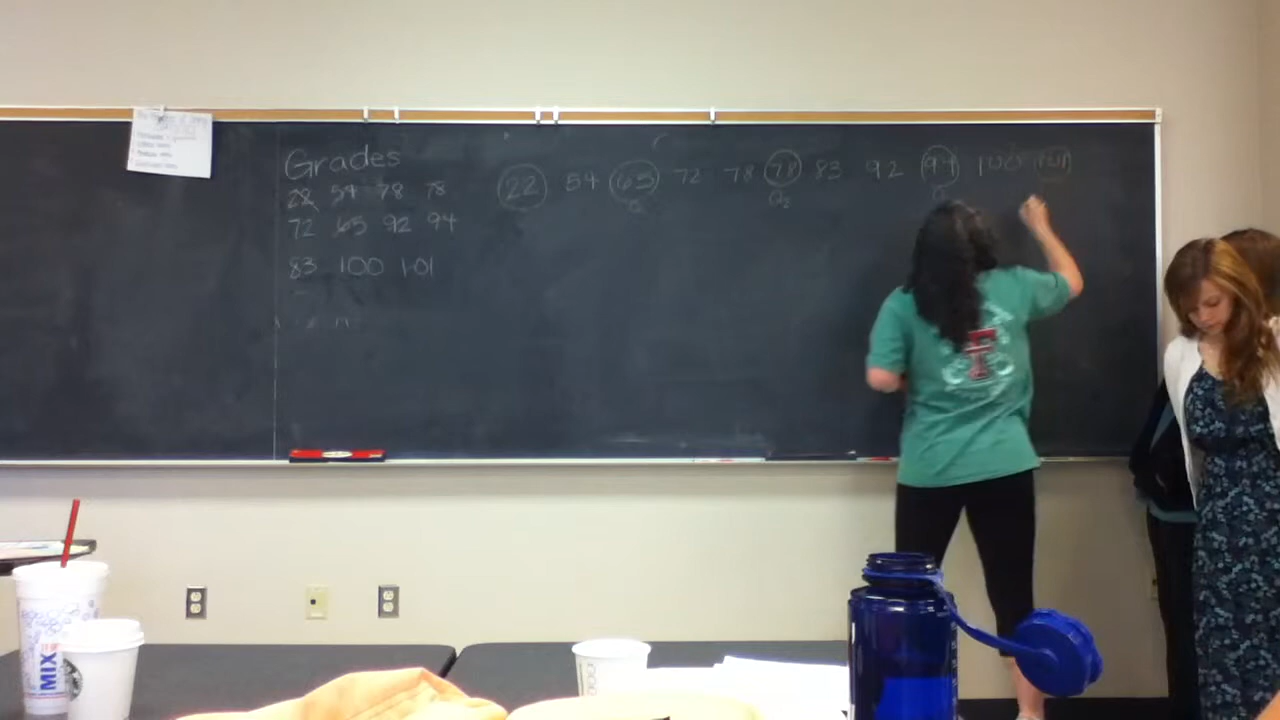 Grades
28 54 78 78
72 65 92 94
83 100 101
22 54 65 72 78 78 83 92 94 100 101
Q2
MIX